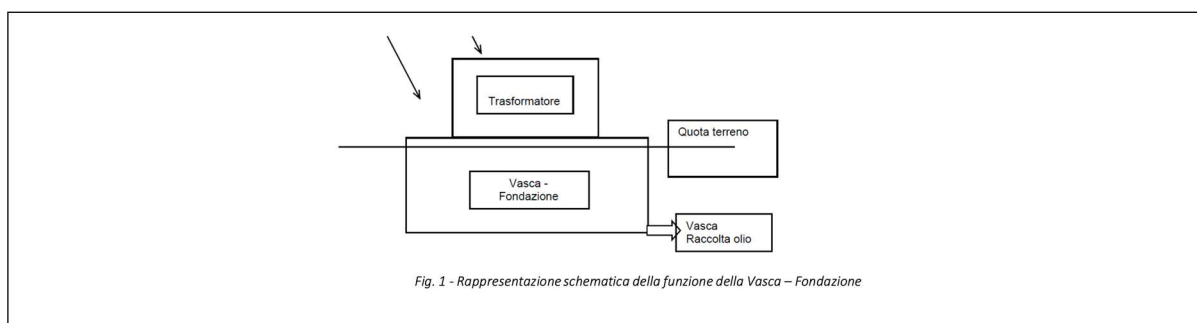 Trasformatore
Quota terreno
Vasca -
Fondazione
Vasca
Raccolta olio
Fig. 1 - Rappresentazione schematica della funzione della Vasca – Fondazione